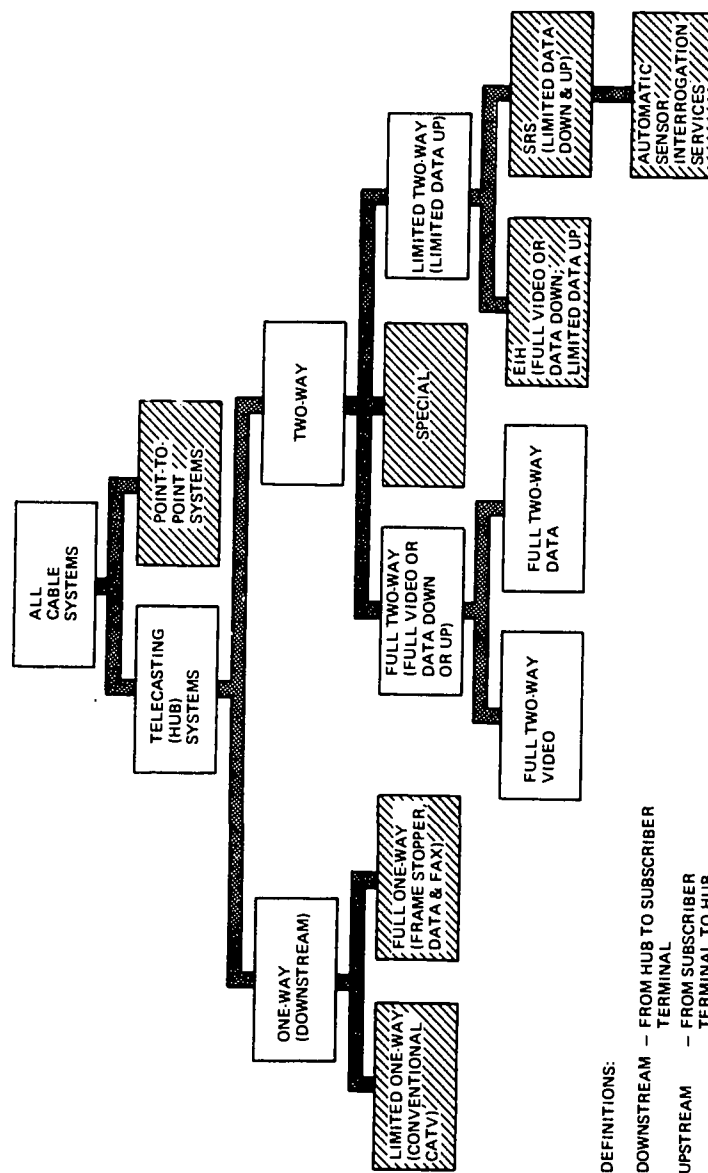 ALL
CABLE
SYSTEMS
TELECASTING
(HUB)
SYSTEMS
POINT-TO-
POINT
SYSTEMS
ONE-WAY
(DOWNSTREAM)
TWO-WAY
LIMITED ONE-WAY
(CONVENTIONAL
CATV)
FULL ONE-WAY
(FRAME STOPPER,
DATA & FAX)
FULL TWO-WAY
(FULL VIDEO OR
DATA DOWN
OR UP)
SPECIAL
LIMITED TWO-WAY
(LIMITED DATA UP)
FULL TWO-WAY
VIDEO
FULL TWO-WAY
DATA
EIH
(FULL VIDEO OR
DATA DOWN;
LIMITED DATA UP
SRS
(LIMITED DATA
DOWN & UP)
AUTOMATIC
SENSOR
INTERROGATION
SERVICES
DEFINITIONS:
DOWNSTREAM – FROM HUB TO SUBSCRIBER
TERMINAL
UPSTREAM – FROM SUBSCRIBER
TERMINAL TO HUB